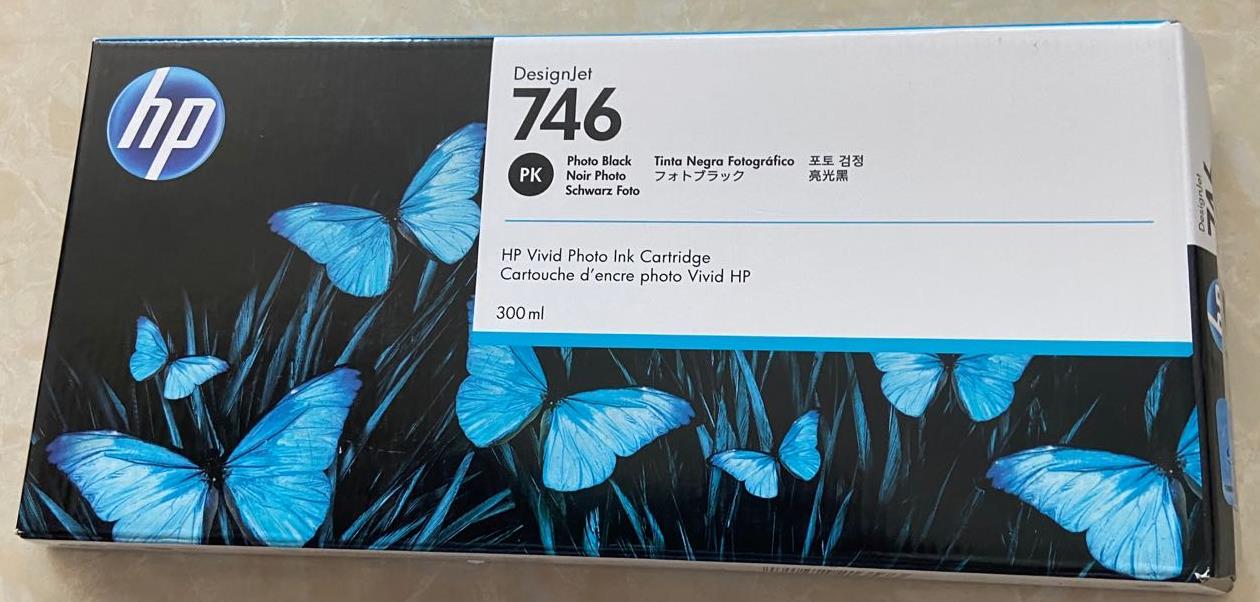 hp
DesignJet
746
PK
Photo Black
Noir Photo
Schwarz Foto
Tinta Negra Fotográfico
フォトブラック
포토 검정
亮光黑
HP Vivid Photo Ink Cartridge
Cartouche d'encre photo Vivid HP
300 ml
DesignJet
746
hp